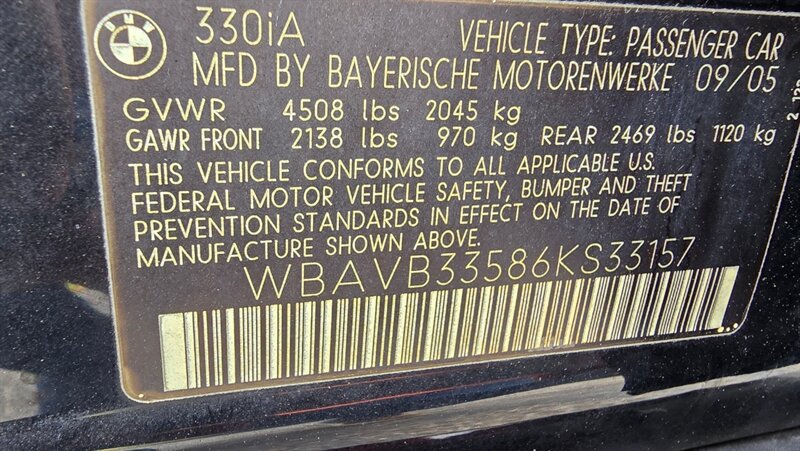 BMW
330iA VEHICLE TYPE: PASSENGER CAR
MFD BY BAYERISCHE MOTORENWERKE 09/05
GVWR 4508 lbs 2045 kg
GAWR FRONT 2138 lbs 970 kg REAR 2469 lbs 1120 kg
THIS VEHICLE CONFORMS TO ALL APPLICABLE U.S.
FEDERAL MOTOR VEHICLE SAFETY, BUMPER AND THEFT
PREVENTION STANDARDS IN EFFECT ON THE DATE OF
MANUFACTURE SHOWN ABOVE.
WBAVB33586KS33157